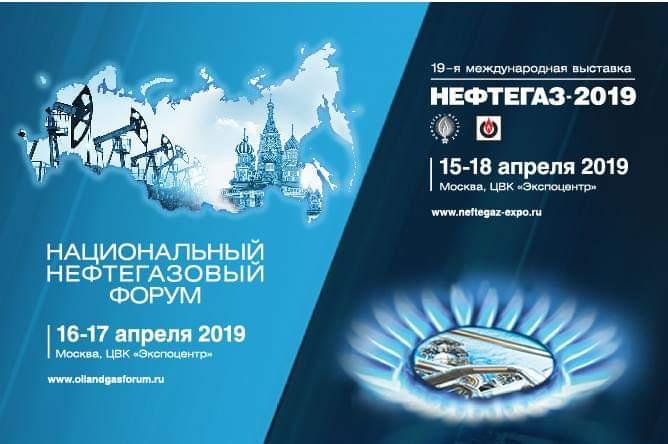 НАЦИОНАЛЬНЫЙ
НЕФТЕГАЗОВЫЙ
ФОРУМ
16-17 апреля 2019
Москва, ЦВК «Экспоцентр»
www.oilandgasforum.ru
19-я международная выставка
НЕФТЕГАЗ-2019
15-18 апреля 2019
Москва, ЦВК «Экспоцентр»
www.neftegaz-expo.ru